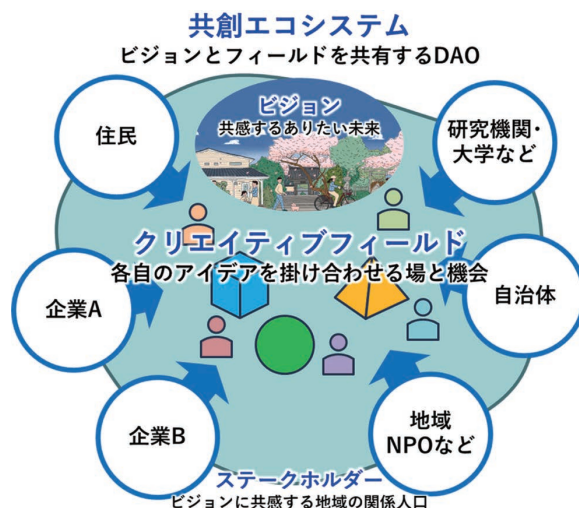 共創エコシステム
ビジョンとフィールドを共有するDAO
ビジョン
共感するありたい未来
住民
研究機関・
大学など
クリエイティブフィールド
各自のアイデアを掛け合わせる場と機会
企業A
自治体
企業B
地域
NPOなど
ステークホルダー
ビジョンに共感する地域の関係人口